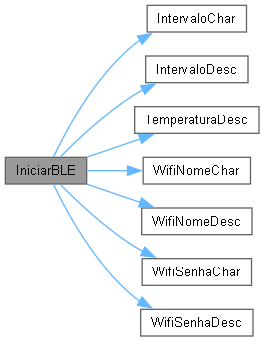 IntervaloChar
IntervaloDesc
TemperaturaDesc
IniciarBLE
WifiNomeChar
WifiNomeDesc
WifiSenhaChar
WifiSenhaDesc